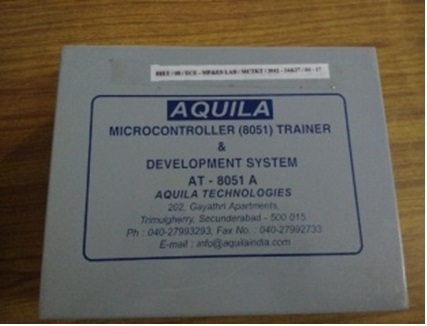 AQUILA
MICROCONTROLLER (8051) TRAINER
&
DEVELOPMENT SYSTEM
AT - 8051 A
AQUILA TECHNOLOGIES
202, Gayathri Apartments,
Trimulgherry, Secunderabad - 500 015.
Ph : 040-27993293, Fax No. : 040-27992733
E-mail : info@aquilaindia.com